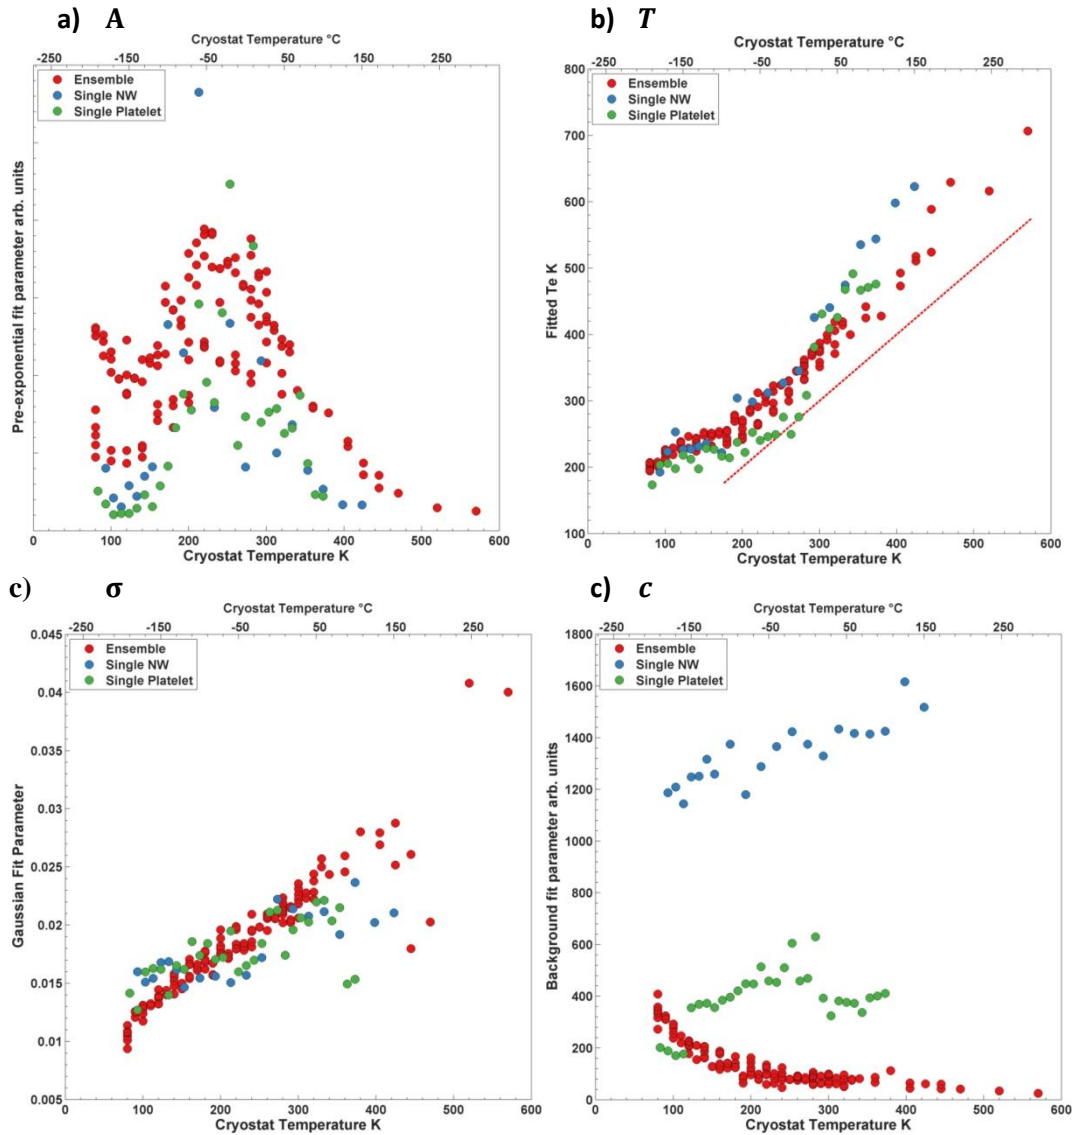 a) A
Cryostat Temperature °C
-250 -150 -50 50 150 250
Ensemble
Single NW
Single Platelet
Pre-exponential fit parameter arb. units
0 100 200 300 400 500 600
Cryostat Temperature K
b) T
Cryostat Temperature °C
-250 -150 -50 50 150 250
800
700
600
500
400
300
200
100
Ensemble
Single NW
Single Platelet
Fitted Te K
0 100 200 300 400 500 600
Cryostat Temperature K
c) σ
Cryostat Temperature °C
-250 -150 -50 50 150 250
0.045
0.04
0.035
0.03
0.025
0.02
0.015
0.01
0.005
Ensemble
Single NW
Single Platelet
Gaussian Fit Parameter
0 100 200 300 400 500 600
Cryostat Temperature K
c) c
Cryostat Temperature °C
-250 -150 -50 50 150 250
1800
1600
1400
1200
1000
800
600
400
200
0
Ensemble
Single NW
Single Platelet
Background fit parameter arb. units
0 100 200 300 400 500 600
Cryostat Temperature K